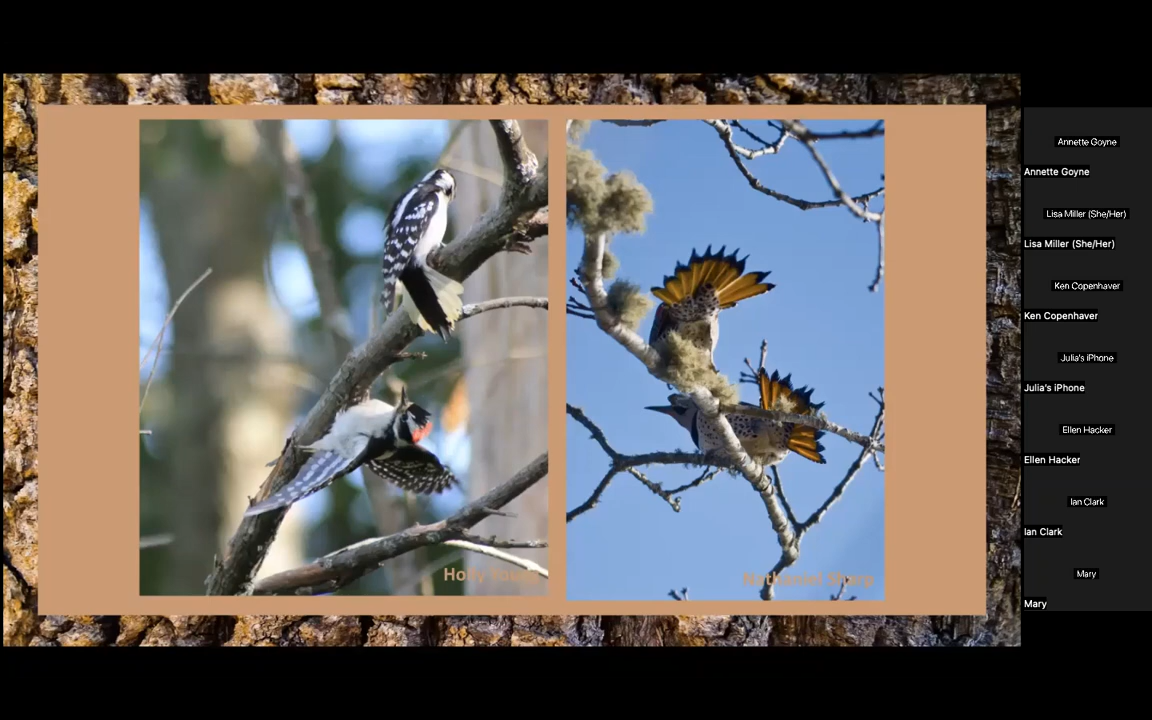 Annette Goyne
Annette Goyne
Lisa Miller (She/Her)
Lisa Miller (She/Her)
Ken Copenhaver
Ken Copenhaver
Julia's iPhone
Julia's iPhone
Ellen Hacker
Ellen Hacker
Ian Clark
Ian Clark
Mary
Mary
Holly
Nathaniel Sharp